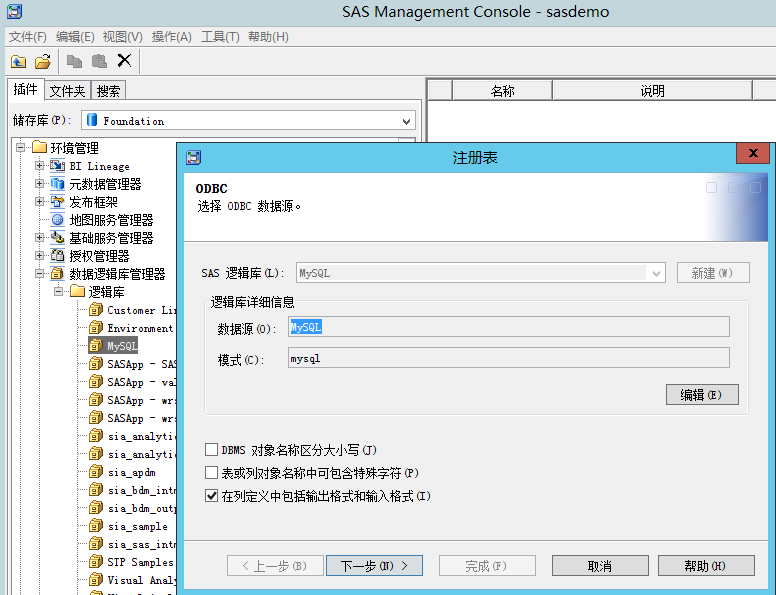 SAS Management Console - sasdemo
文件(F) 编辑(E) 视图(V) 操作(A) 工具(T) 帮助(H)
插件 文件夹 搜索
名称 说明
储存库(P): Foundation
环境管理
BI Lineage
元数据管理器
发布框架
地图服务管理器
基础服务管理器
授权管理器
数据逻辑库管理器
逻辑库
Customer Li
Environment
MySQL
SASApp - SAS
SASApp - va
SASApp - wrs
SASApp - wrs
sia_analyti
sia_analyti
sia_apdm
sia_bdm_int
sia_bdm_out
sia_sample
sia_sas_int
STP Samples
Visual Analy
注册表
X
ODBC
选择 ODBC 数据源。
SAS 逻辑库(L): MySQL 新建(W)
逻辑库详细信息
数据源(O): MySQL
模式(C): mysql
编辑(E)
DBMS 对象名称区分大小写(J)
表或列对象名称中可包含特殊字符(P)
在列定义中包括输出格式和输入格式(I)
< 上一步(B) 下一步(N) > 完成(F) 取消 帮助(H)